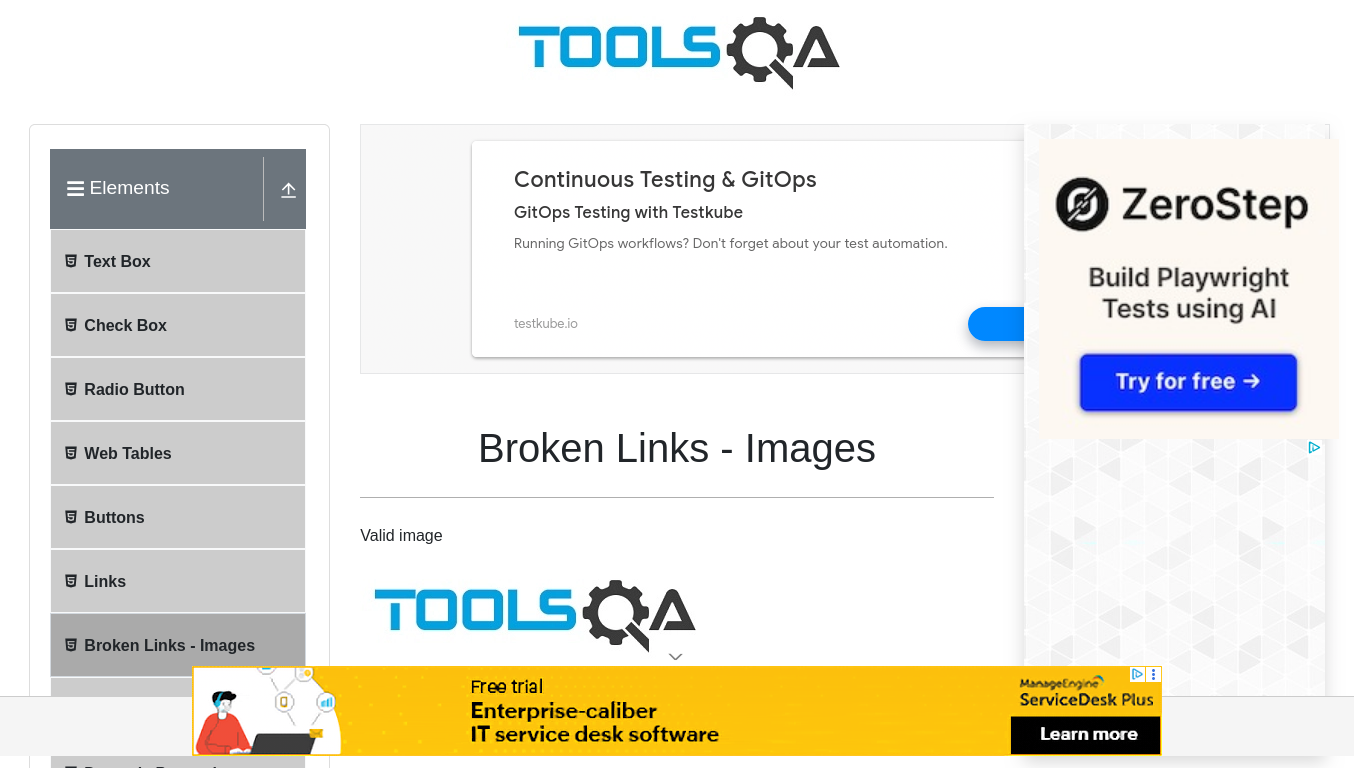 TOOLSQA
Elements
Text Box
Check Box
Radio Button
Web Tables
Buttons
Links
Broken Links - Images
Continuous Testing & GitOps
GitOps Testing with Testkube
Running GitOps workflows? Don't forget about your test automation.
testkube.io
Broken Links - Images
Valid image
TOOLSQA
ZeroStep
Build Playwright
Tests using AI
Try for free →
Free trial
Enterprise-caliber
IT service desk software
ManageEngine
ServiceDesk Plus
Learn more